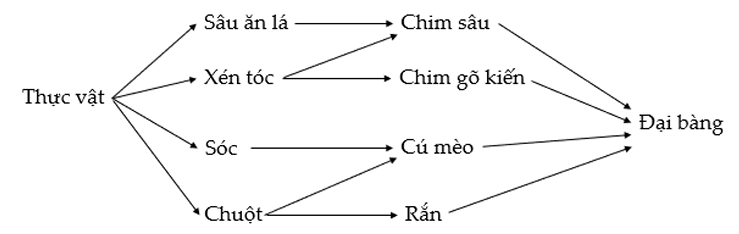 Sâu ăn lá
Chim sâu
Xén tóc
Chim gõ kiến
Thực vật
Đại bàng
Sóc
Cú mèo
Chuột
Rắn